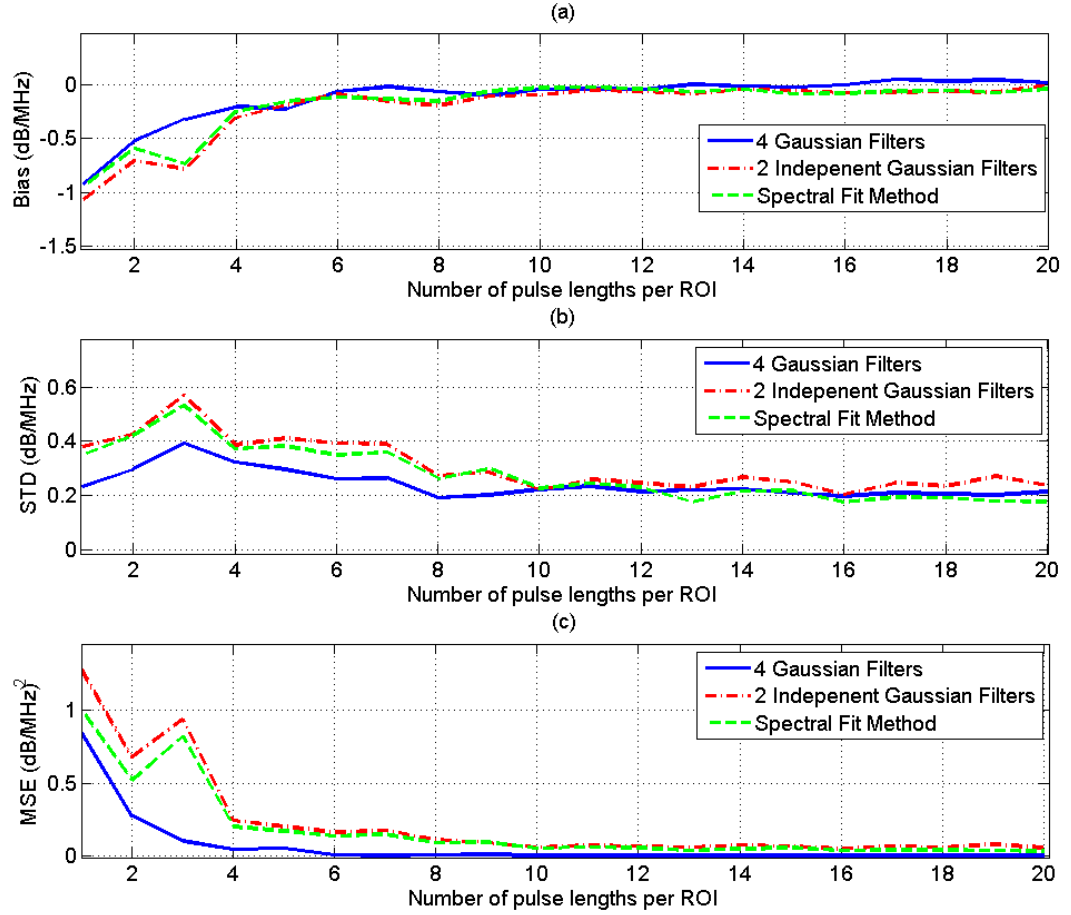 (a)
Bias (dB/MHz)
0
-0.5
-1
-1.5
4 Gaussian Filters
2 Indepenent Gaussian Filters
Spectral Fit Method
2 4 6 8 10 12 14 16 18 20
Number of pulse lengths per ROI
(b)
STD (dB/MHz)
0.6
0.4
0.2
0
4 Gaussian Filters
2 Indepenent Gaussian Filters
Spectral Fit Method
2 4 6 8 10 12 14 16 18 20
Number of pulse lengths per ROI
(c)
MSE (dB/MHz)²
1
0.5
0
4 Gaussian Filters
2 Indepenent Gaussian Filters
Spectral Fit Method
2 4 6 8 10 12 14 16 18 20
Number of pulse lengths per ROI